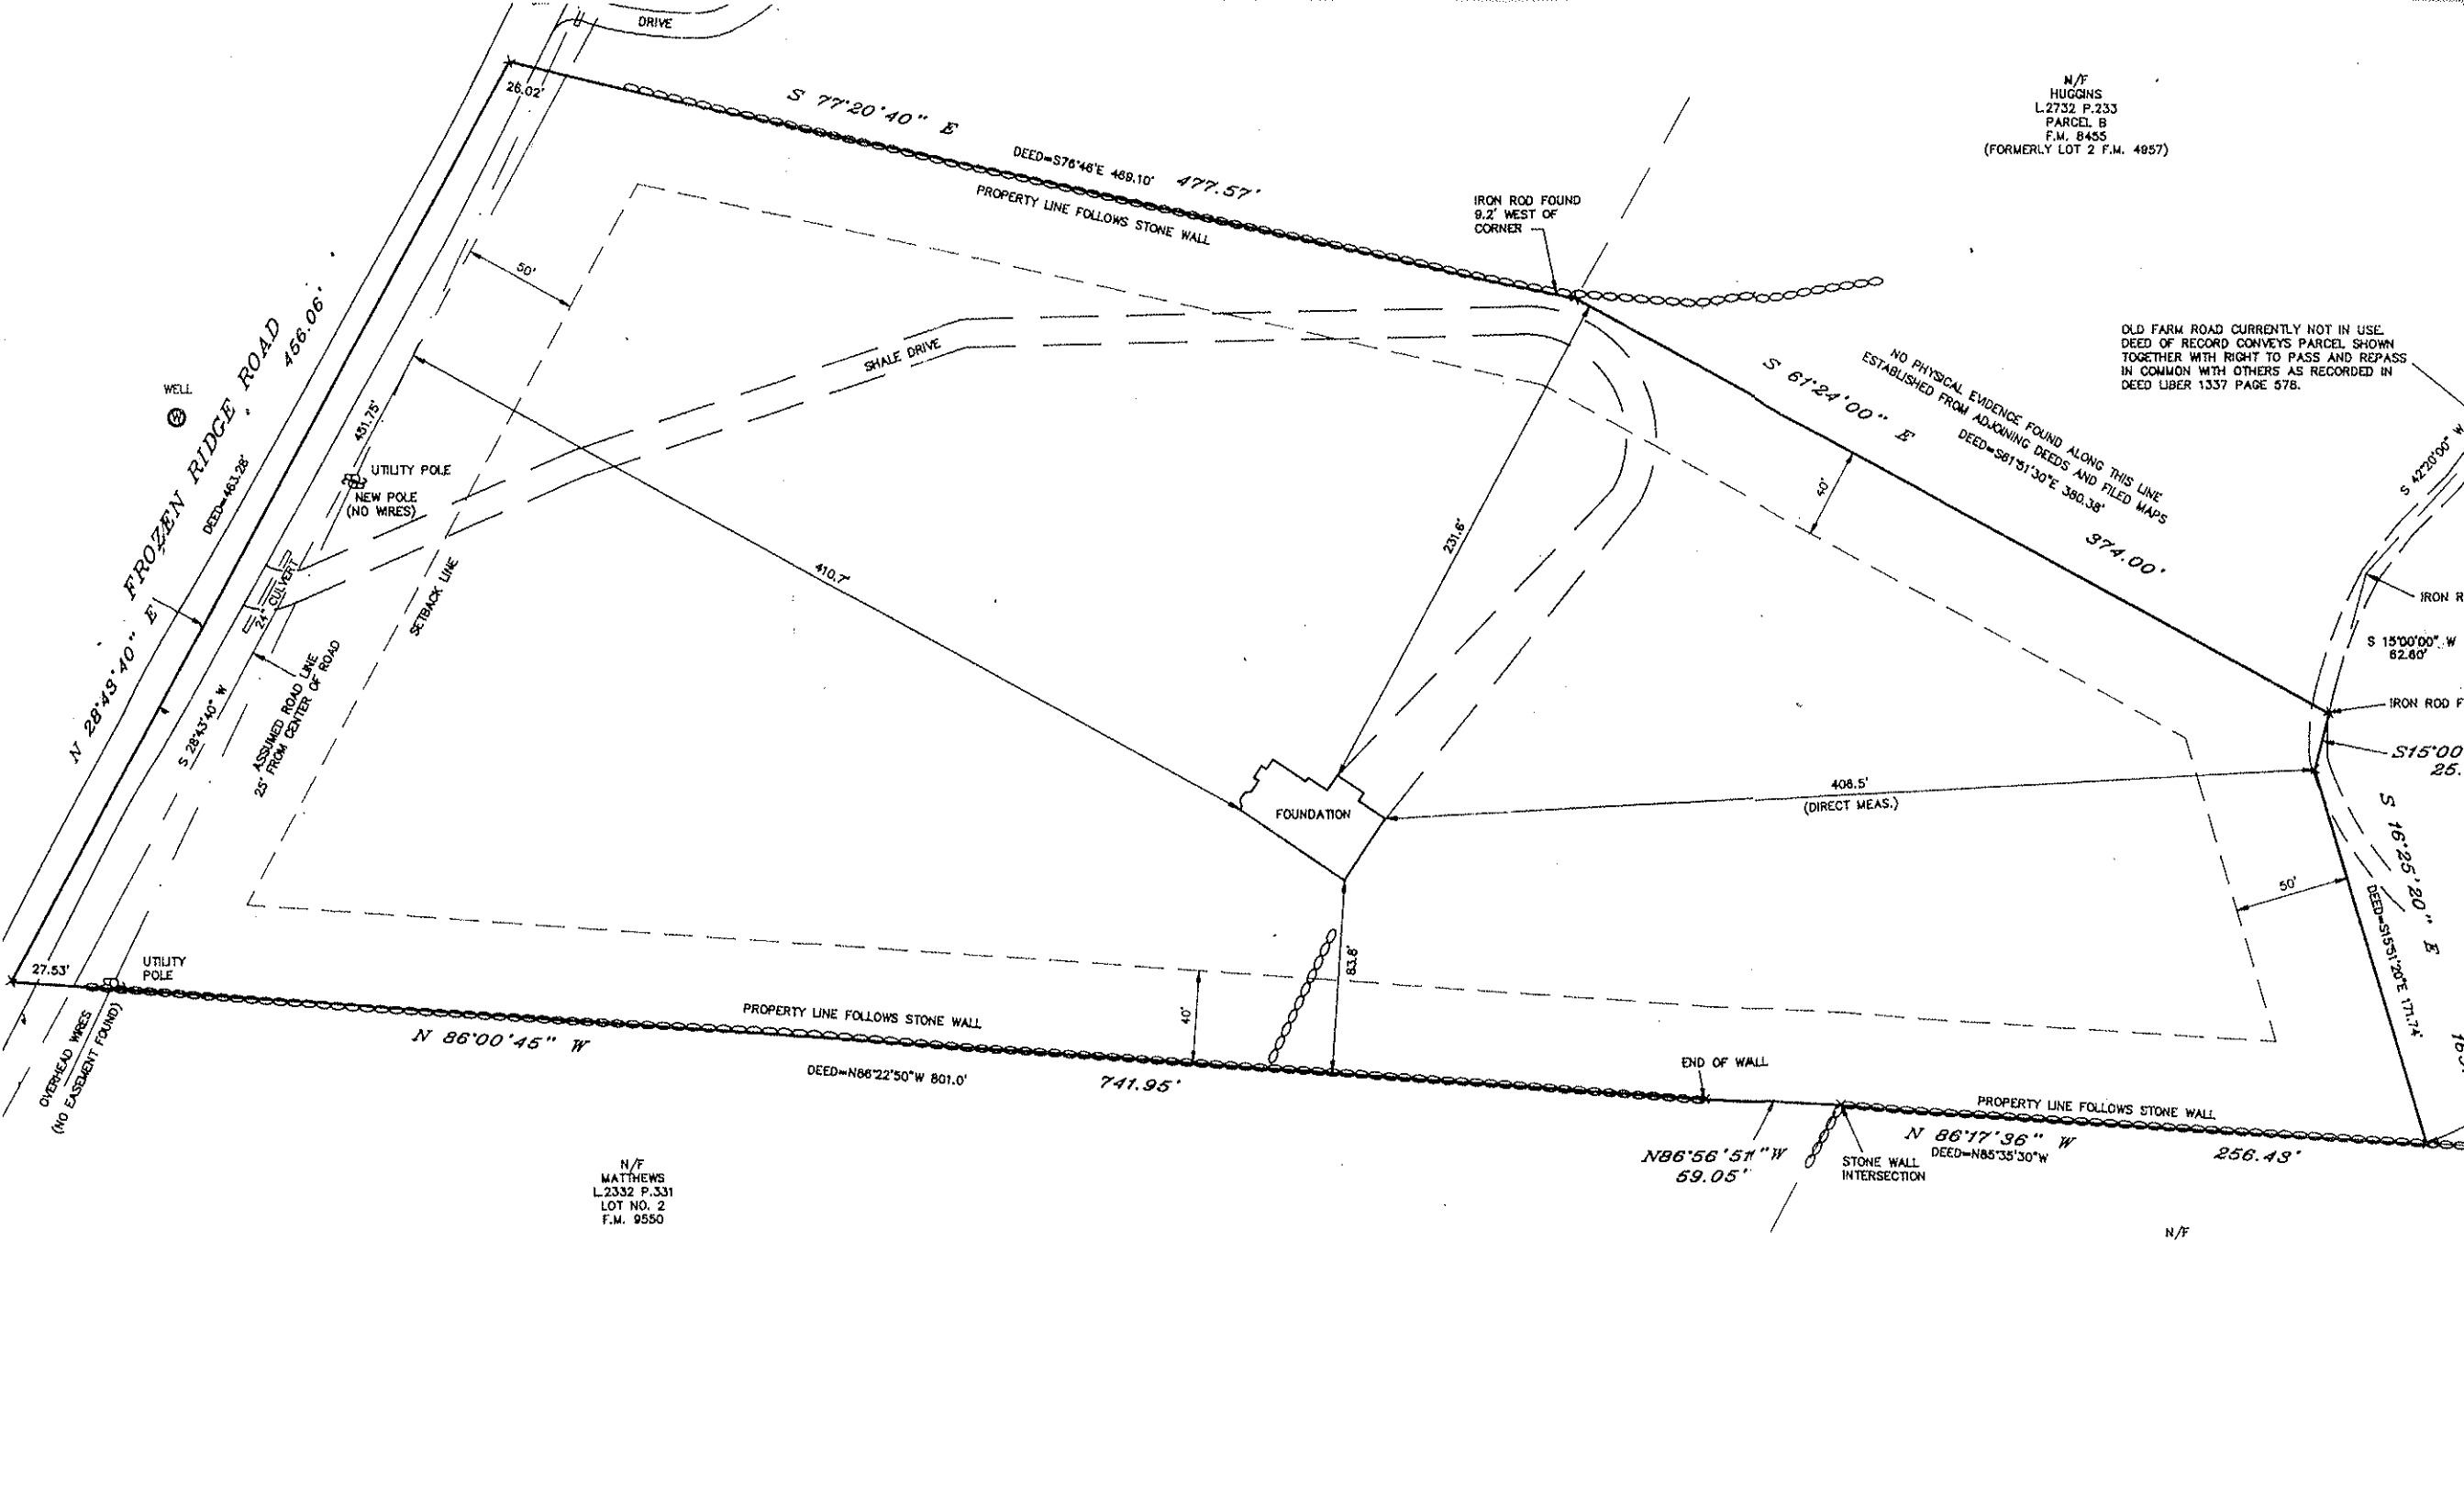 DRIVE
26.02'
S 77°20'40" E
DEED=S76°46'E 469.10'
477.57'
PROPERTY LINE FOLLOWS STONE WALL
N/F
HUGGINS
L.2732 P.233
PARCEL B
F.M. 8455
(FORMERLY LOT 2 F.M. 4957)
IRON ROD FOUND
9.2' WEST OF
CORNER
50'
FROZEN RIDGE ROAD
456.06'
N 28°43'40" E
DEED=463.28'
WELL
451.75'
UTILITY POLE
NEW POLE
(NO WIRES)
24" CULVERT
SHALE DRIVE
SETBACK LINE
S 28°43'40" W
ASSUMED ROAD LINE
25' FROM CENTER OF ROAD
410.7'
231.6'
S 61°24'00" E
NO PHYSICAL EVIDENCE FOUND ALONG THIS LINE
ESTABLISHED FROM ADJOINING DEEDS AND FILED MAPS
DEED=S61°51'30"E 380.38'
374.00'
40'
OLD FARM ROAD CURRENTLY NOT IN USE.
DEED OF RECORD CONVEYS PARCEL SHOWN
TOGETHER WITH RIGHT TO PASS AND REPASS
IN COMMON WITH OTHERS AS RECORDED IN
DEED LIBER 1337 PAGE 578.
S 42°20'00" W
IRON R
S 15°00'00" W
62.60'
IRON ROD F
S15°00
25.
FOUNDATION
408.5'
(DIRECT MEAS.)
S 16°25'20" E
DEED=S15°51'20"E 171.74'
50'
83.8'
27.53'
UTILITY
POLE
OVERHEAD WIRES
(NO EASEMENT FOUND)
PROPERTY LINE FOLLOWS STONE WALL
N 86°00'45" W
DEED=N86°22'50"W 801.0'
741.95'
40'
END OF WALL
N86°56'51"W
59.05'
STONE WALL
INTERSECTION
PROPERTY LINE FOLLOWS STONE WALL
N 86°17'36" W
DEED=N85°35'30"W
256.43'
N/F
MATTHEWS
L.2332 P.331
LOT NO. 2
F.M. 9550
N/F